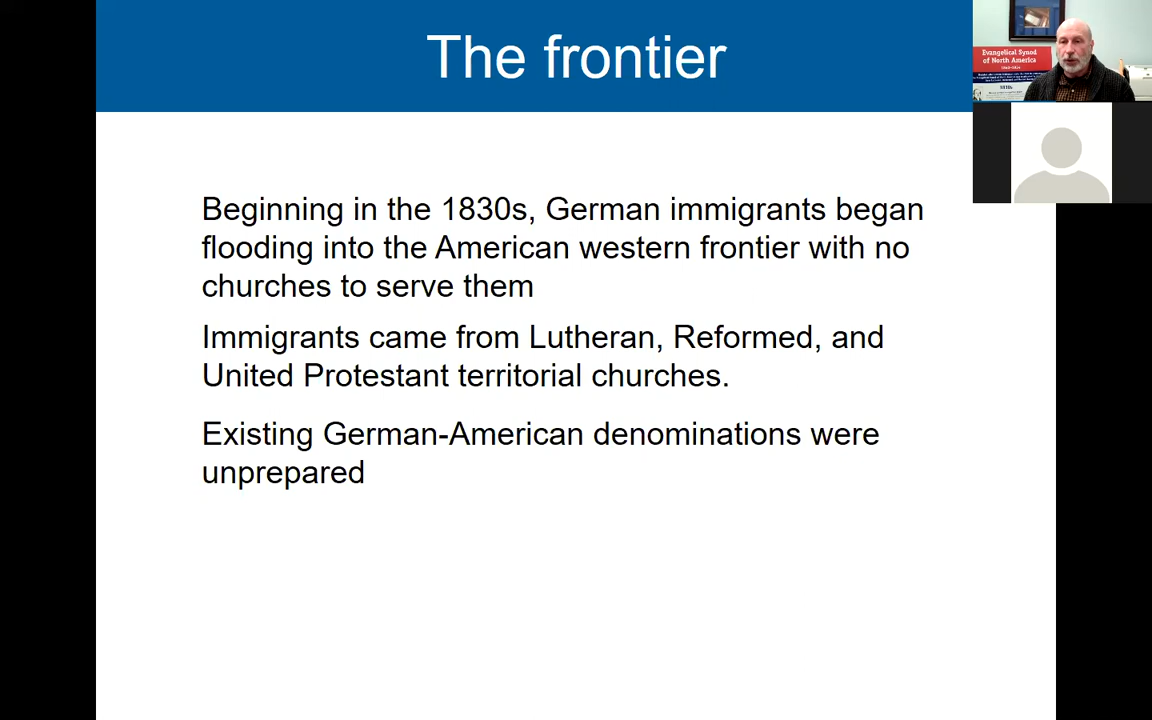 The frontier
Beginning in the 1830s, German immigrants began
flooding into the American western frontier with no
churches to serve them
Immigrants came from Lutheran, Reformed, and
United Protestant territorial churches.
Existing German-American denominations were
unprepared
Evangelical Synod
of North America